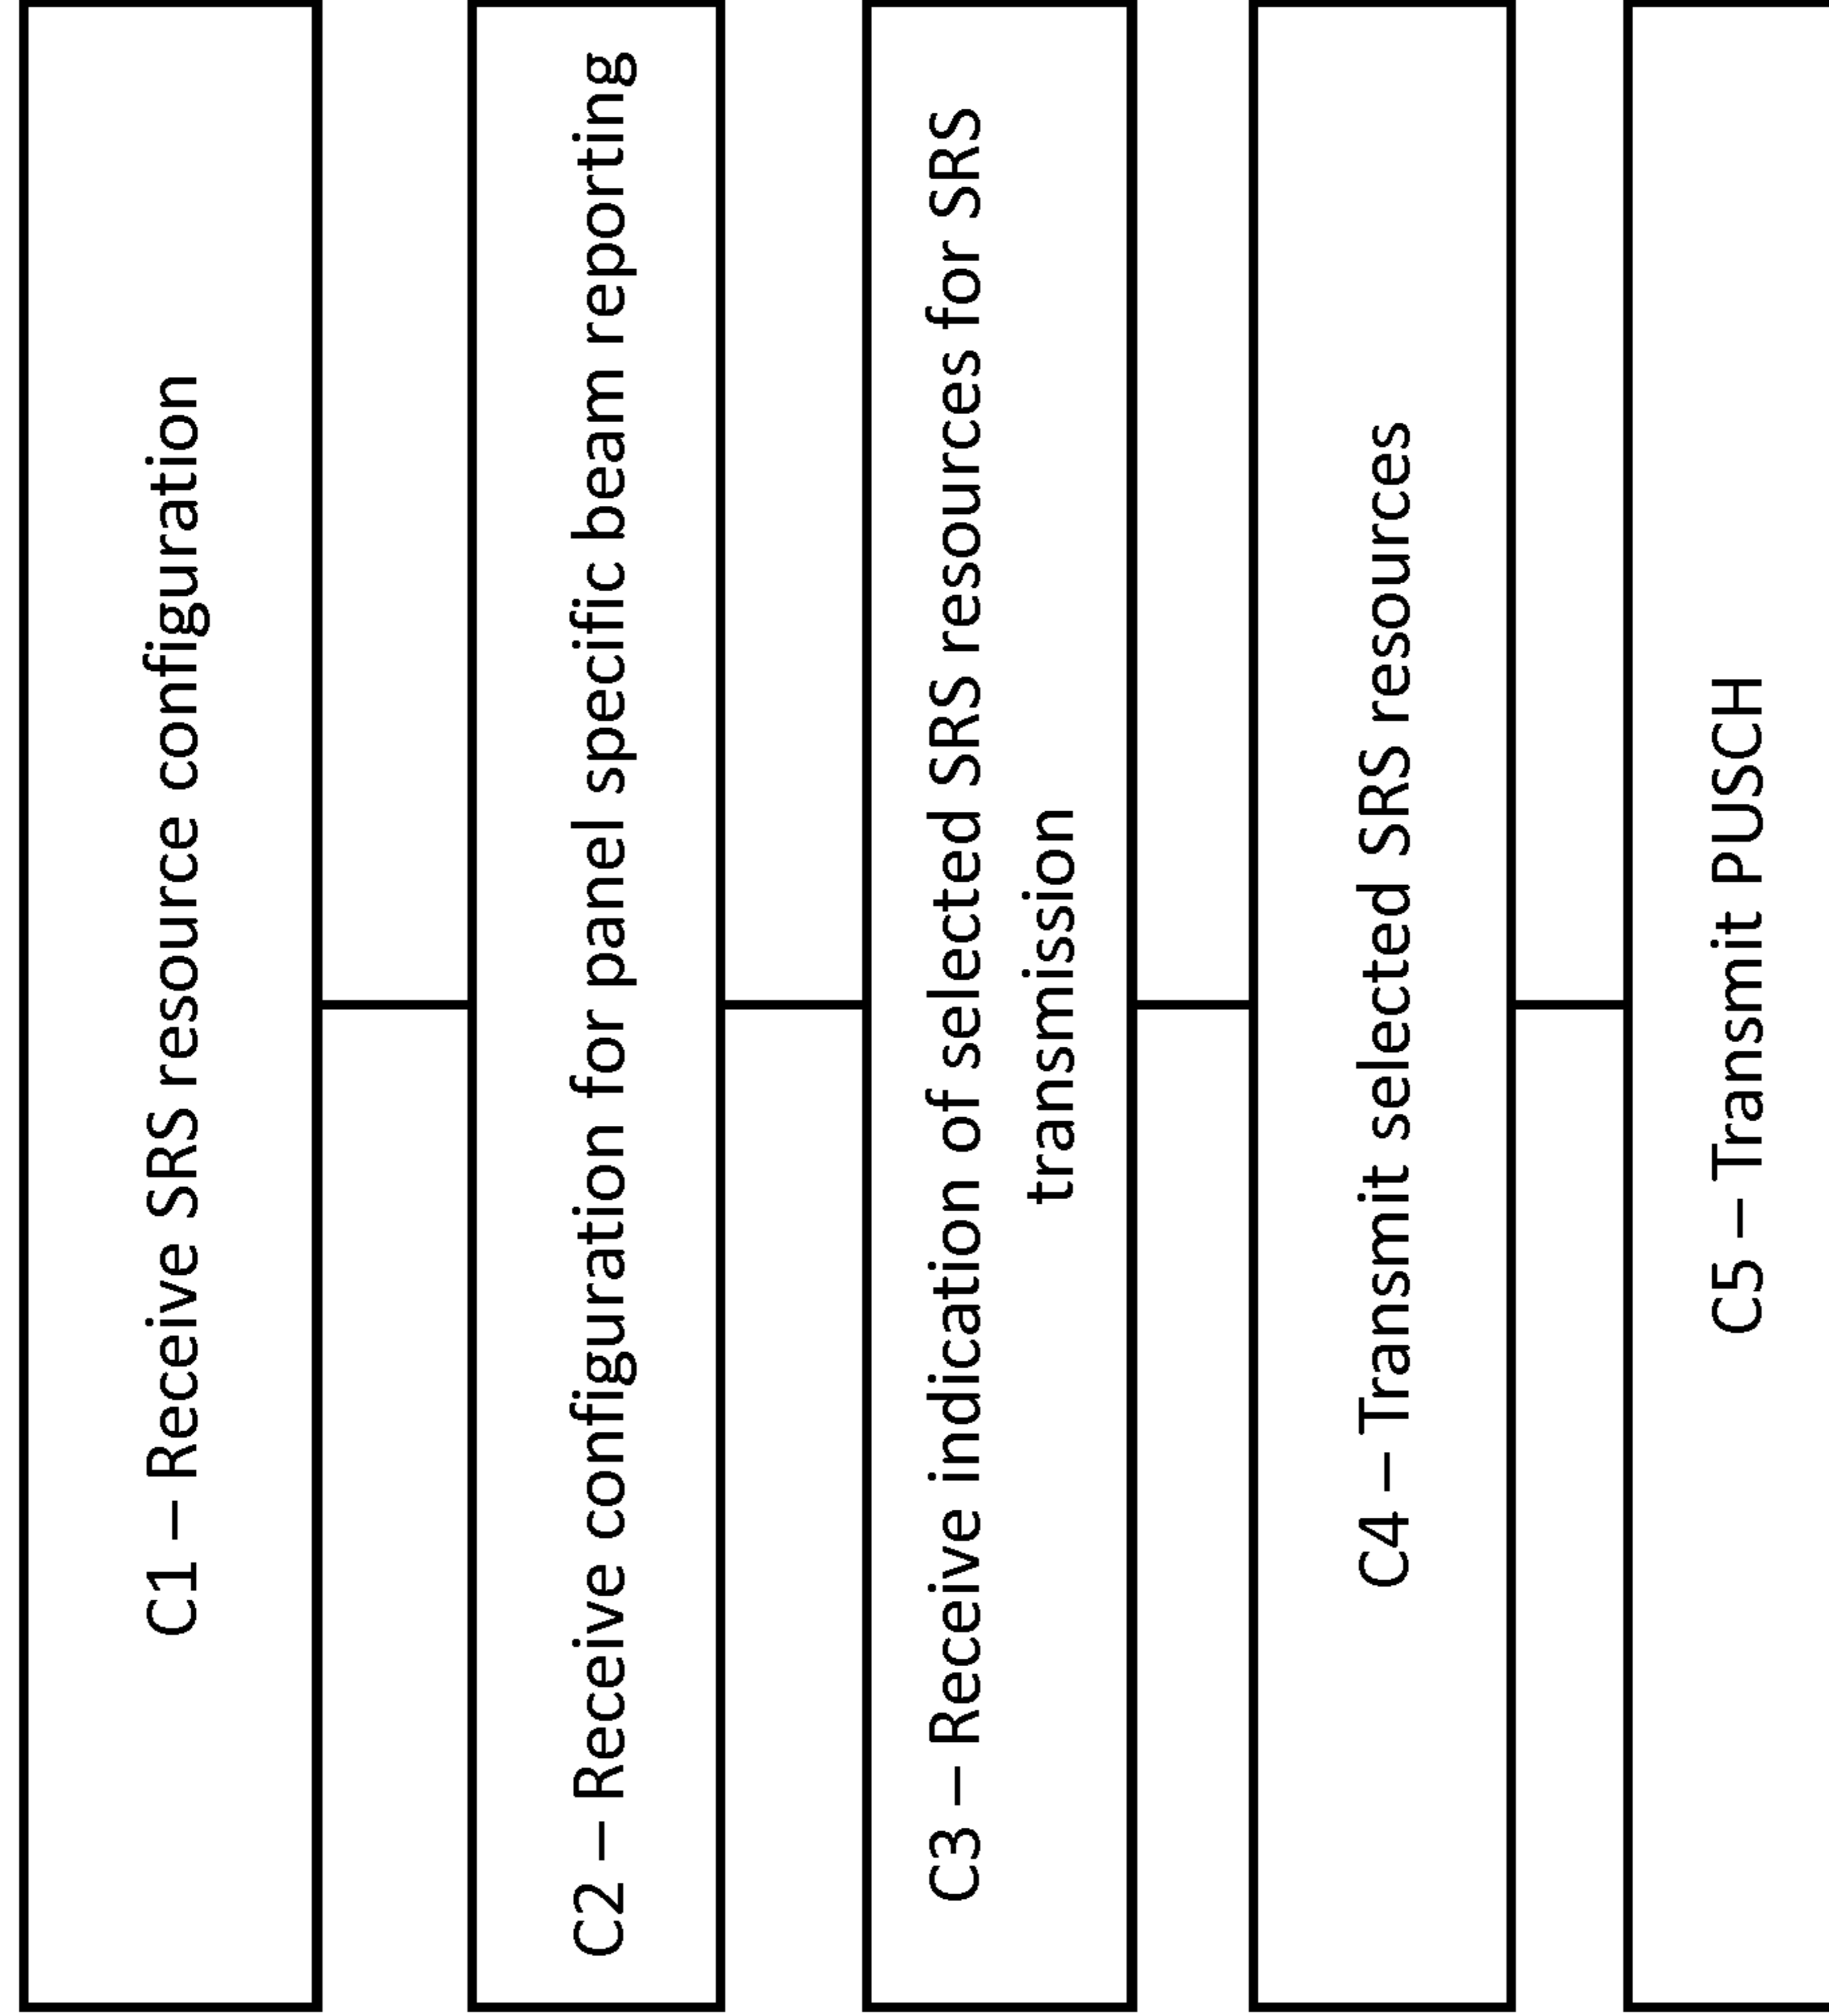 C1 – Receive SRS resource configuration
C2 – Receive configuration for panel specific beam reporting
C3 – Receive indication of selected SRS resources for SRS
transmission
C4 – Transmit selected SRS resources
C5 – Transmit PUSCH